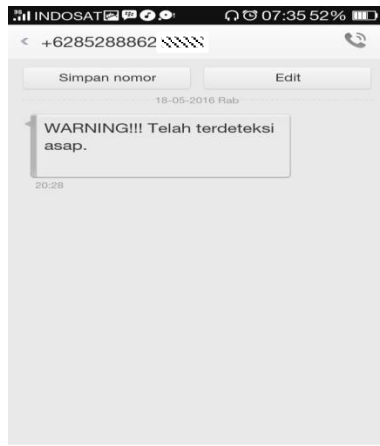 INDOSAT 07:35 52%
< +6285288862
Simpan nomor Edit
18-05-2016 Rab
WARNING!!! Telah terdeteksi
asap.
20:28